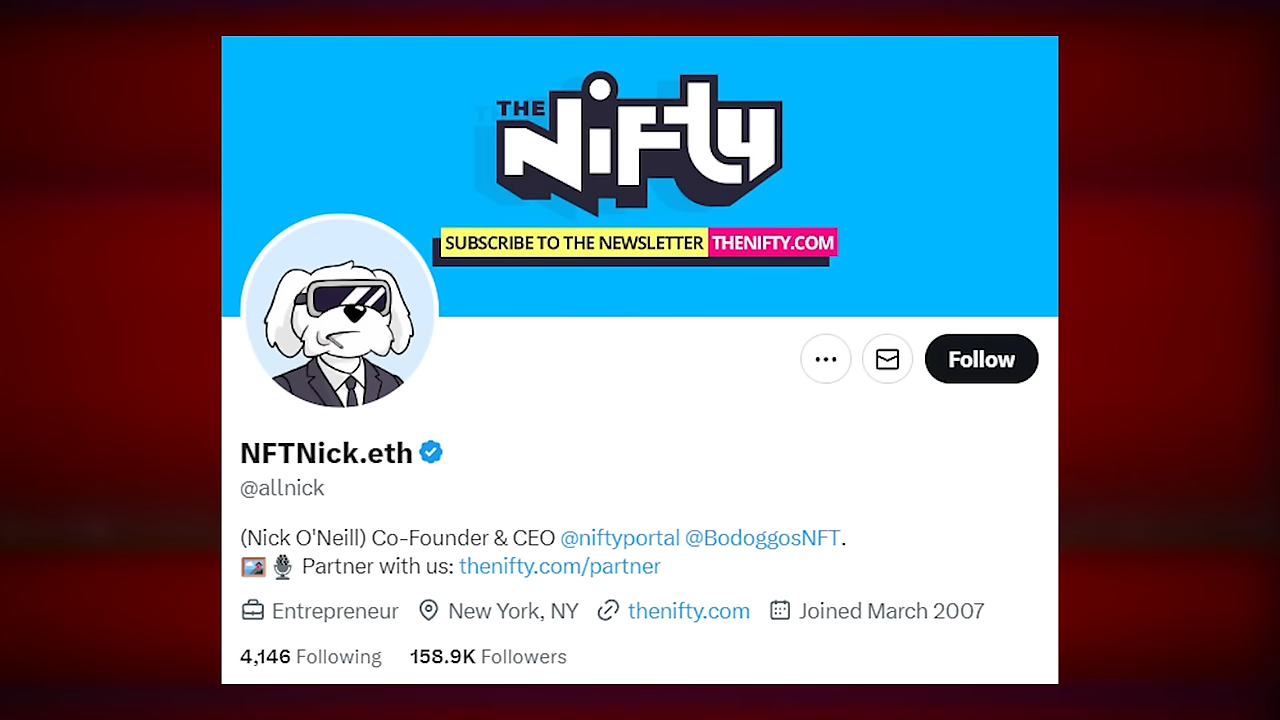 THE
NiFty
SUBSCRIBE TO THE NEWSLETTER THENIFTY.COM
Follow
NFTNick.eth
@allnick
(Nick O'Neill) Co-Founder & CEO @niftyportal @BodoggosNFT.
🖼️🎙️ Partner with us: thenifty.com/partner
Entrepreneur New York, NY thenifty.com Joined March 2007
4,146 Following 158.9K Followers